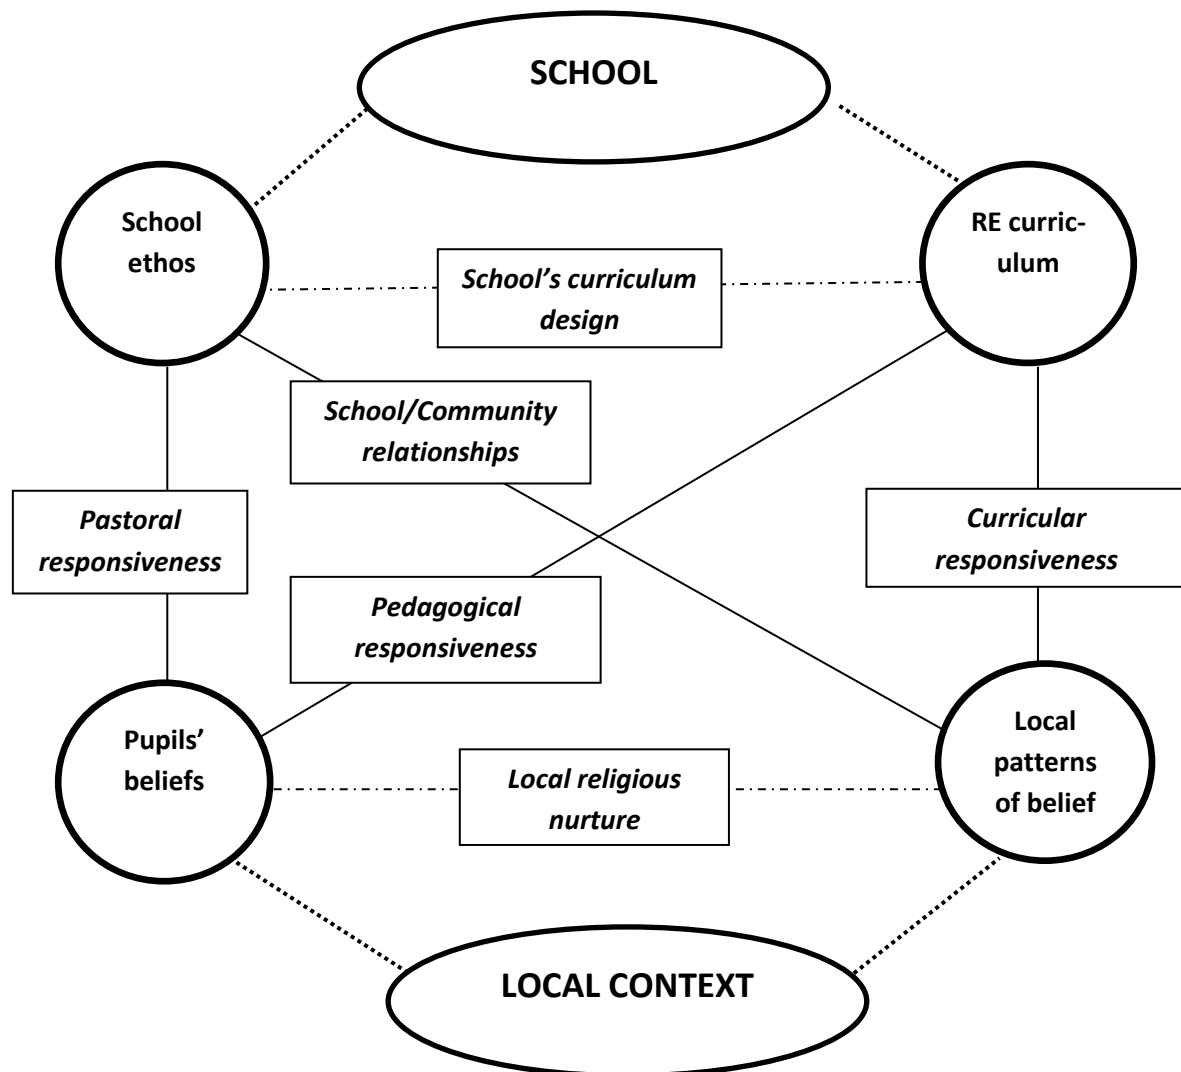 SCHOOL
School
ethos
RE curric-
ulum
School’s curriculum
design
School/Community
relationships
Pastoral
responsiveness
Curricular
responsiveness
Pedagogical
responsiveness
Pupils’
beliefs
Local
patterns
of belief
Local religious
nurture
LOCAL CONTEXT